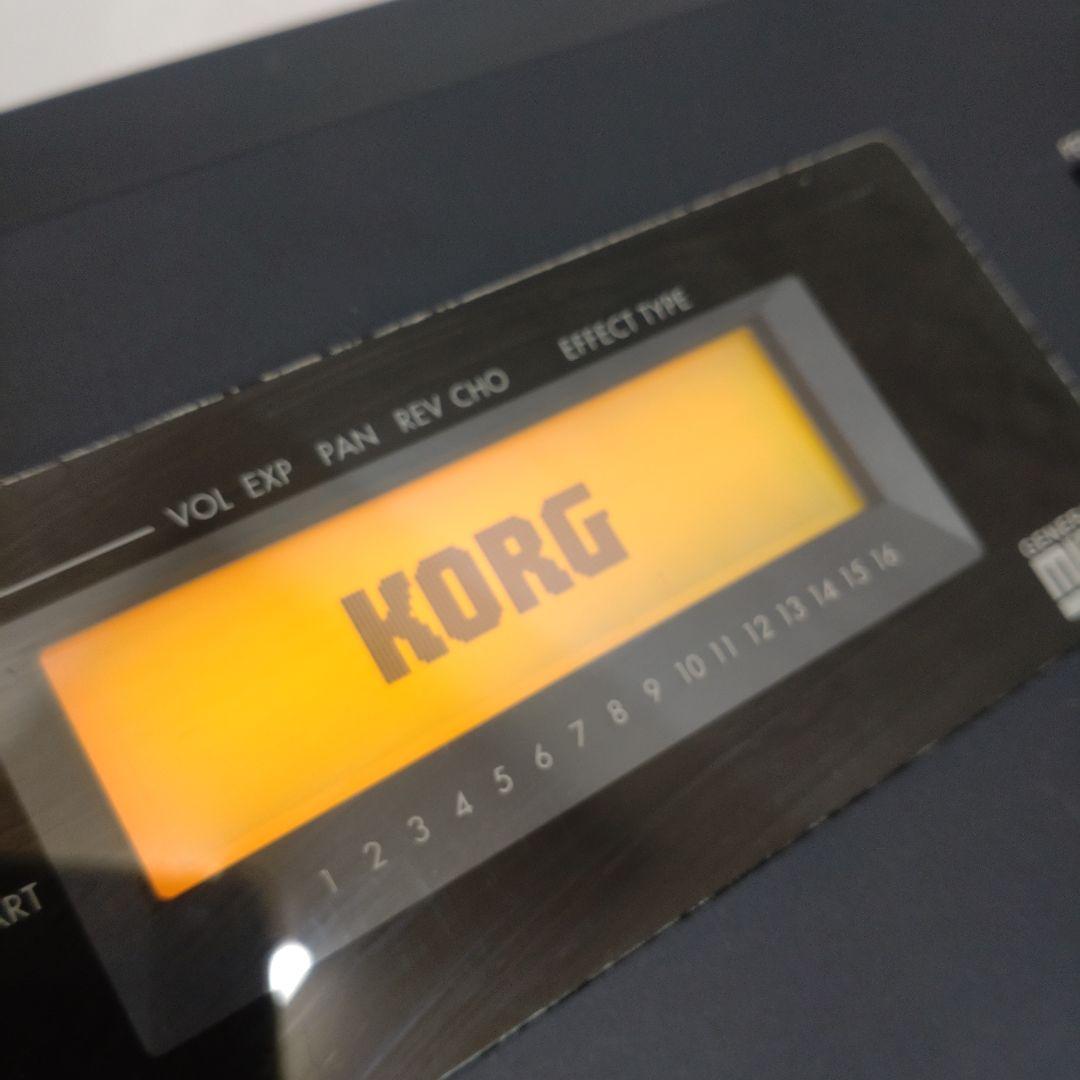 VOL EXP PAN REV CHO EFFECT TYPE
KORG
1 2 3 4 5 6 7 8 9 10 11 12 13 14 15 16